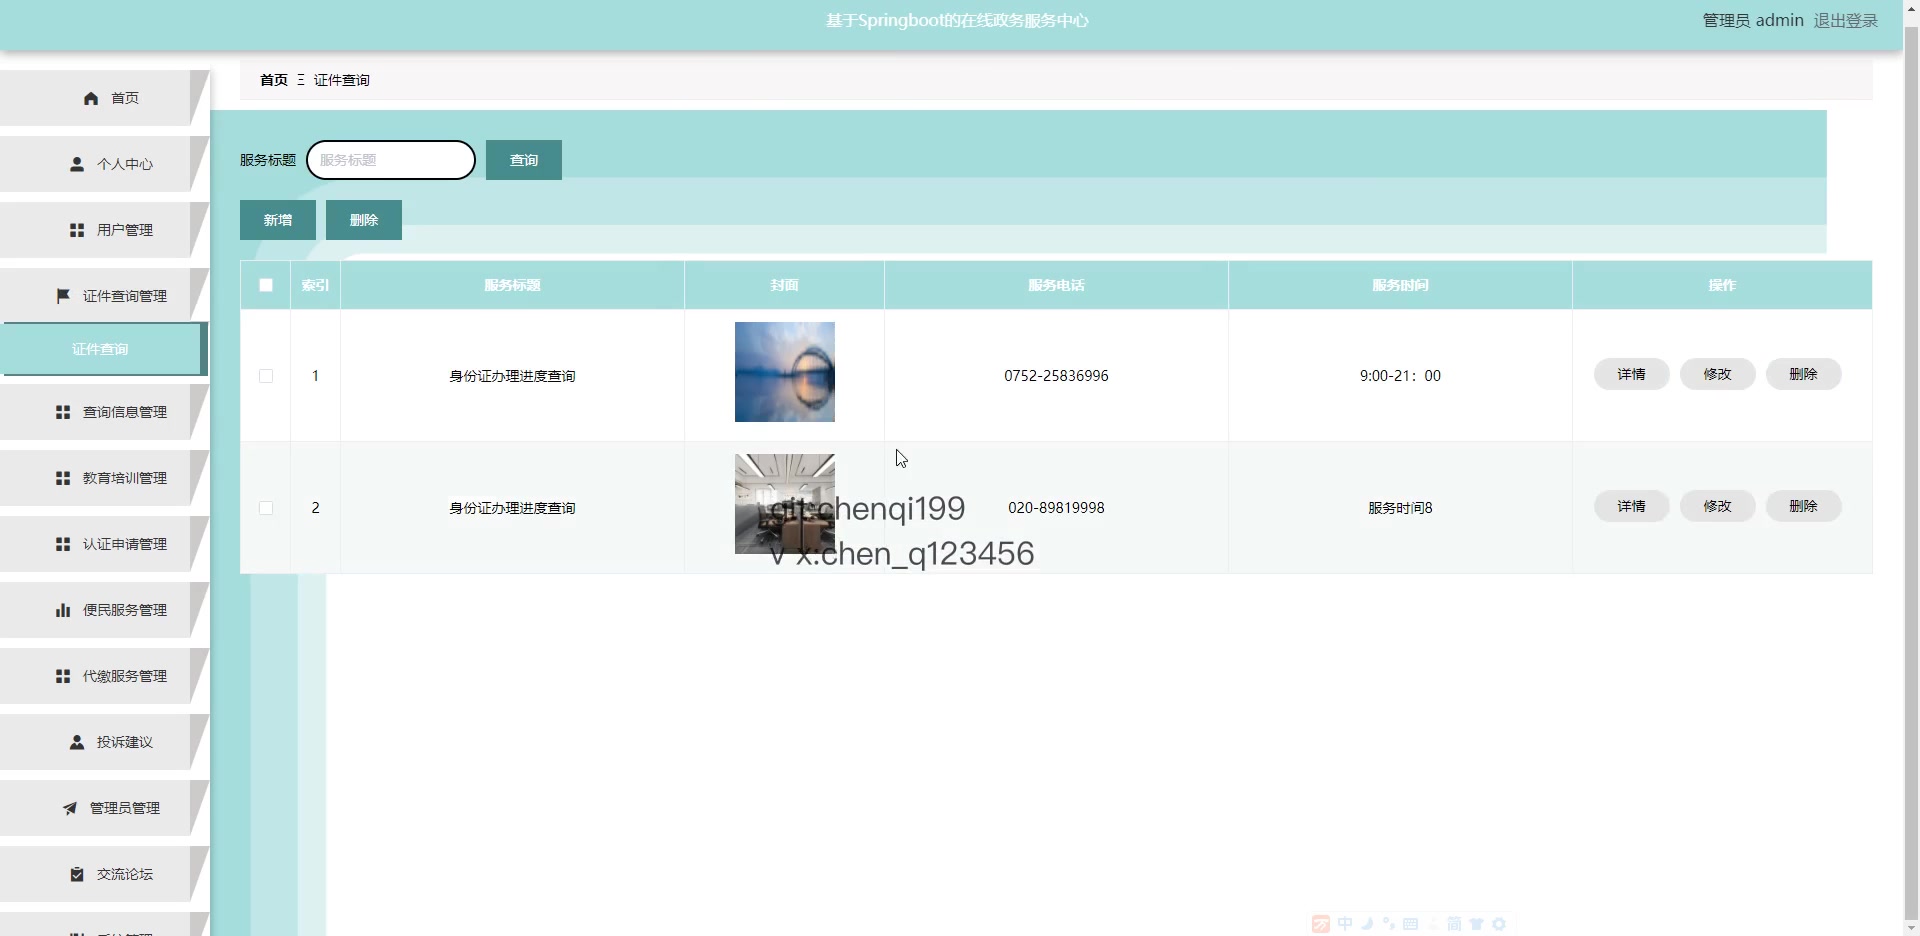 基于Springboot的在线政务服务中心
管理员 admin 退出登录
首页 Ξ 证件查询
首页
个人中心
用户管理
证件查询管理
证件查询
查询信息管理
教育培训管理
认证申请管理
便民服务管理
代缴服务管理
投诉建议
管理员管理
交流论坛
服务标题 服务标题 查询
新增 删除
索引 服务标题 封面 服务电话 服务时间 操作
1 身份证办理进度查询 0752-25836996 9:00-21：00 详情 修改 删除
2 身份证办理进度查询 020-89819998 服务时间8 详情 修改 删除
git:chenqi199
v x:chen_q123456
中 简